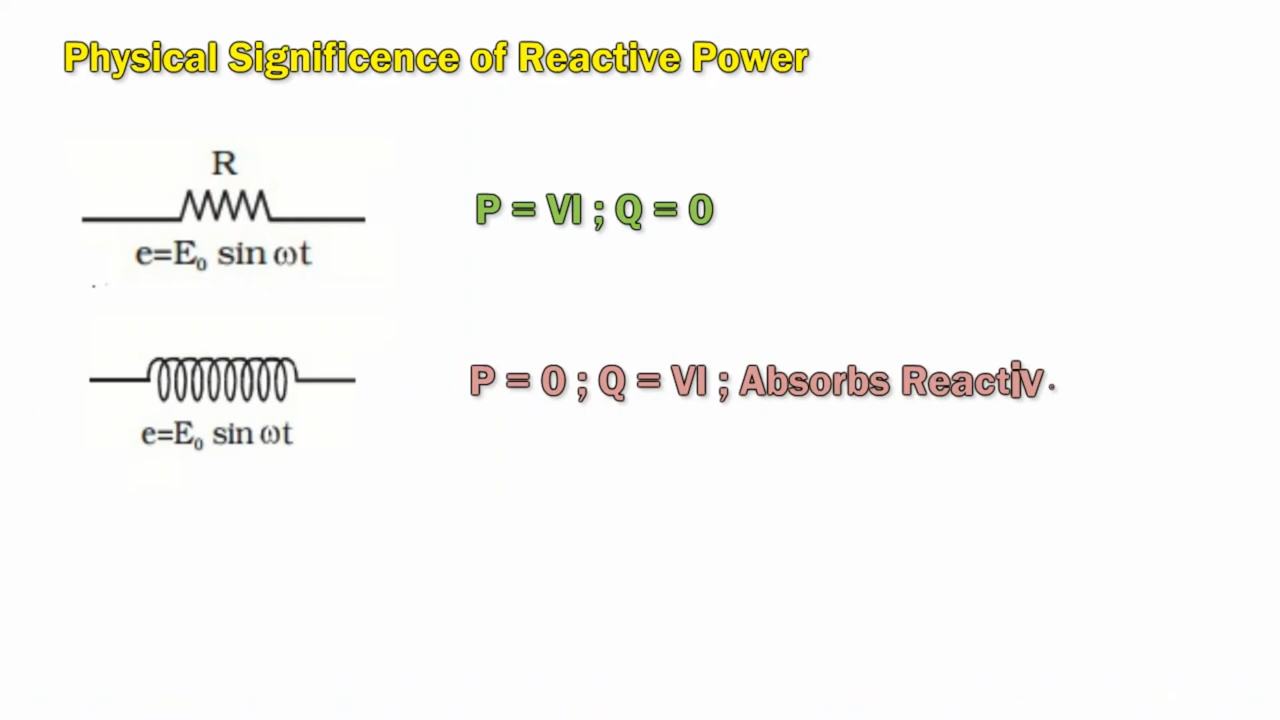 Physical Significence of Reactive Power
R
P = VI ; Q = 0
e=E₀ sin ωt
P = 0 ; Q = VI ; Absorbs Reactiv
e=E₀ sin ωt